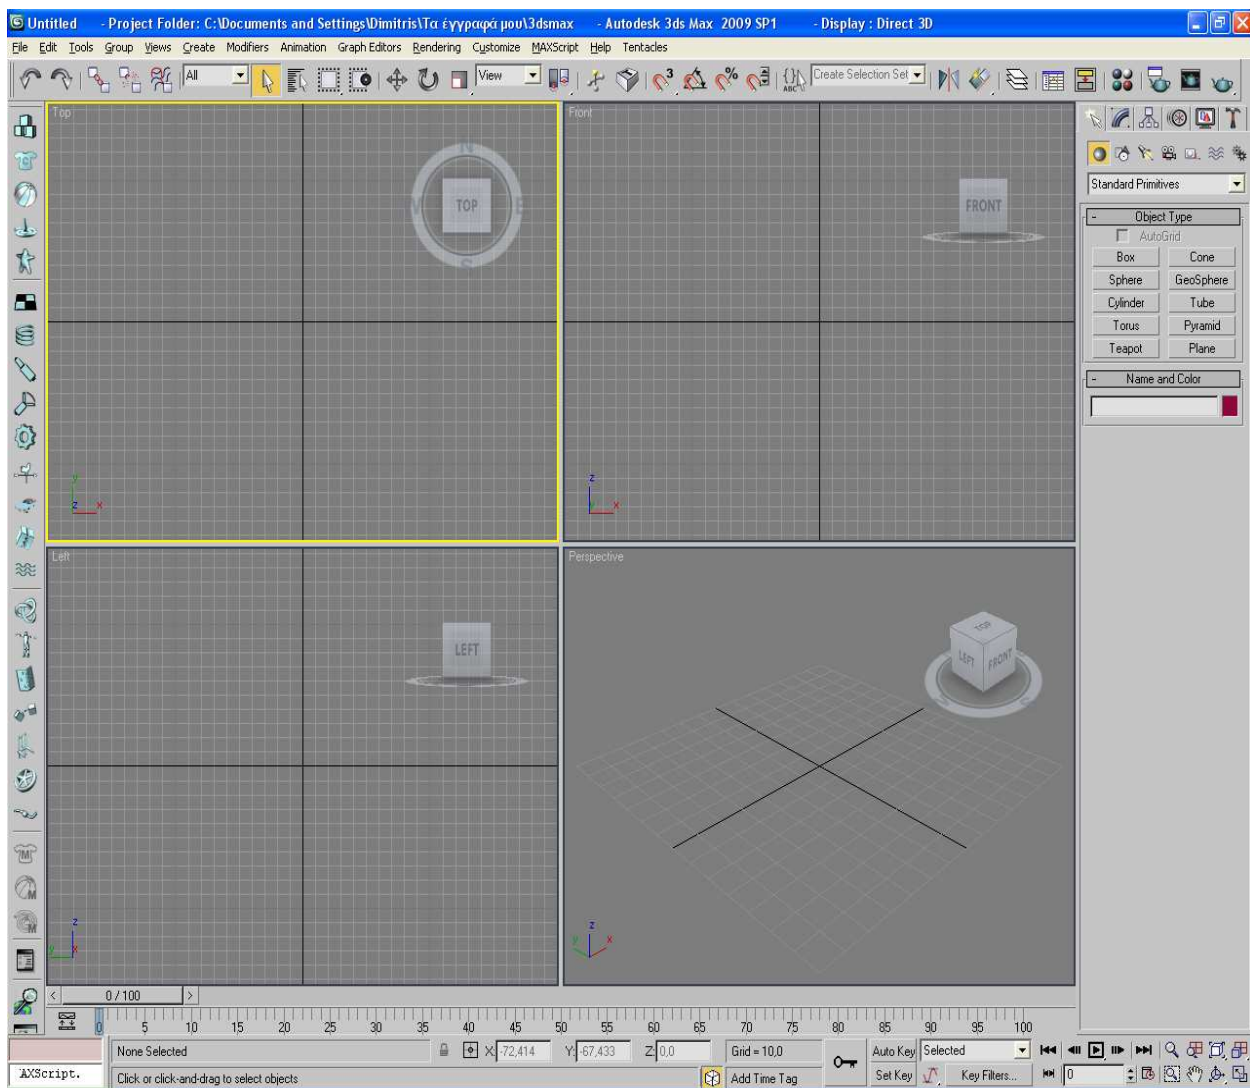 Untitled - Project Folder: C:\Documents and Settings\Dimitris\Τα έγγραφά μου\3dsmax - Autodesk 3ds Max 2009 SP1 - Display : Direct 3D
File Edit Tools Group Views Create Modifiers Animation Graph Editors Rendering Customize MAXScript Help Tentacles
All View Create Selection Set
Top Front
N
W TOP E FRONT
S
Standard Primitives
- Object Type
AutoGrid
Box Cone
Sphere GeoSphere
Cylinder Tube
Torus Pyramid
Teapot Plane
- Name and Color
y z
z x y x
Left Perspective
TOP
LEFT LEFT FRONT
S
z z
y x y x
< 0 / 100 >
0 5 10 15 20 25 30 35 40 45 50 55 60 65 70 75 80 85 90 95 100
None Selected X: -72,414 Y: -67,433 Z: 0,0 Grid = 10,0 Auto Key Selected
AXScript. Click or click-and-drag to select objects Add Time Tag Set Key Key Filters... 0